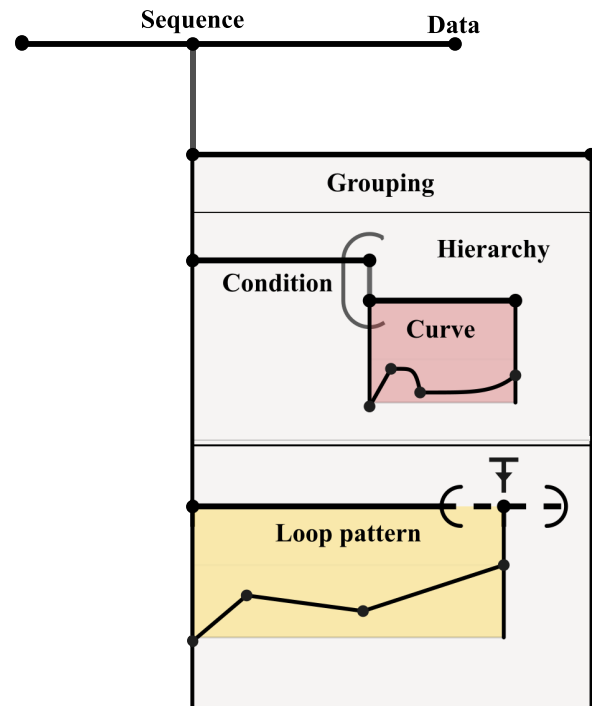 Sequence
Data
Grouping
Hierarchy
Condition
Curve
Loop pattern